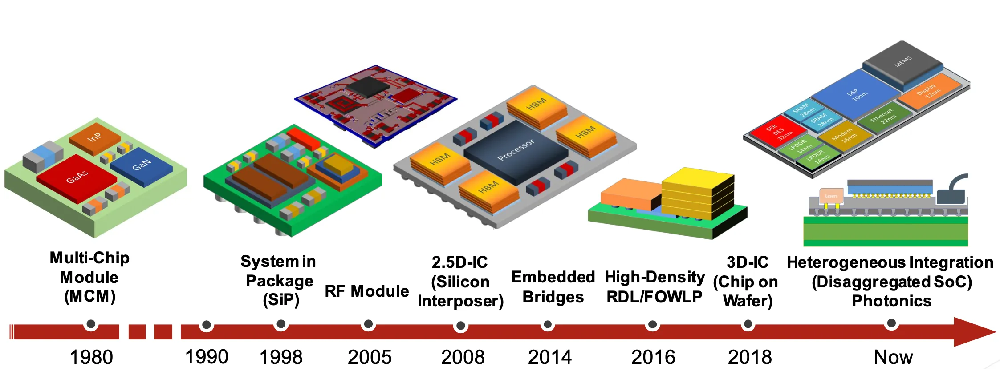 InP
GaAs
GaN
HBM
HBM
HBM
HBM
Processor
MEMS
DSP
10nm
Display
12nm
SRAM
28nm
SRAM
28nm
Ethernet
22nm
SER
DES
32nm
Modem
16nm
LPDDR
14nm
LPDDR
14nm
Lasers
Multi-Chip
Module
(MCM)
System in
Package
(SiP)
RF Module
2.5D-IC
(Silicon
Interposer)
Embedded
Bridges
High-Density
RDL/FOWLP
3D-IC
(Chip on
Wafer)
Heterogeneous Integration
(Disaggregated SoC)
Photonics
1980
1990
1998
2005
2008
2014
2016
2018
Now